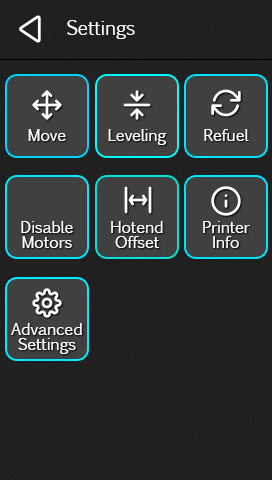 Settings
Move
Leveling
Refuel
Disable
Motors
Hotend
Offset
Printer
Info
Advanced
Settings